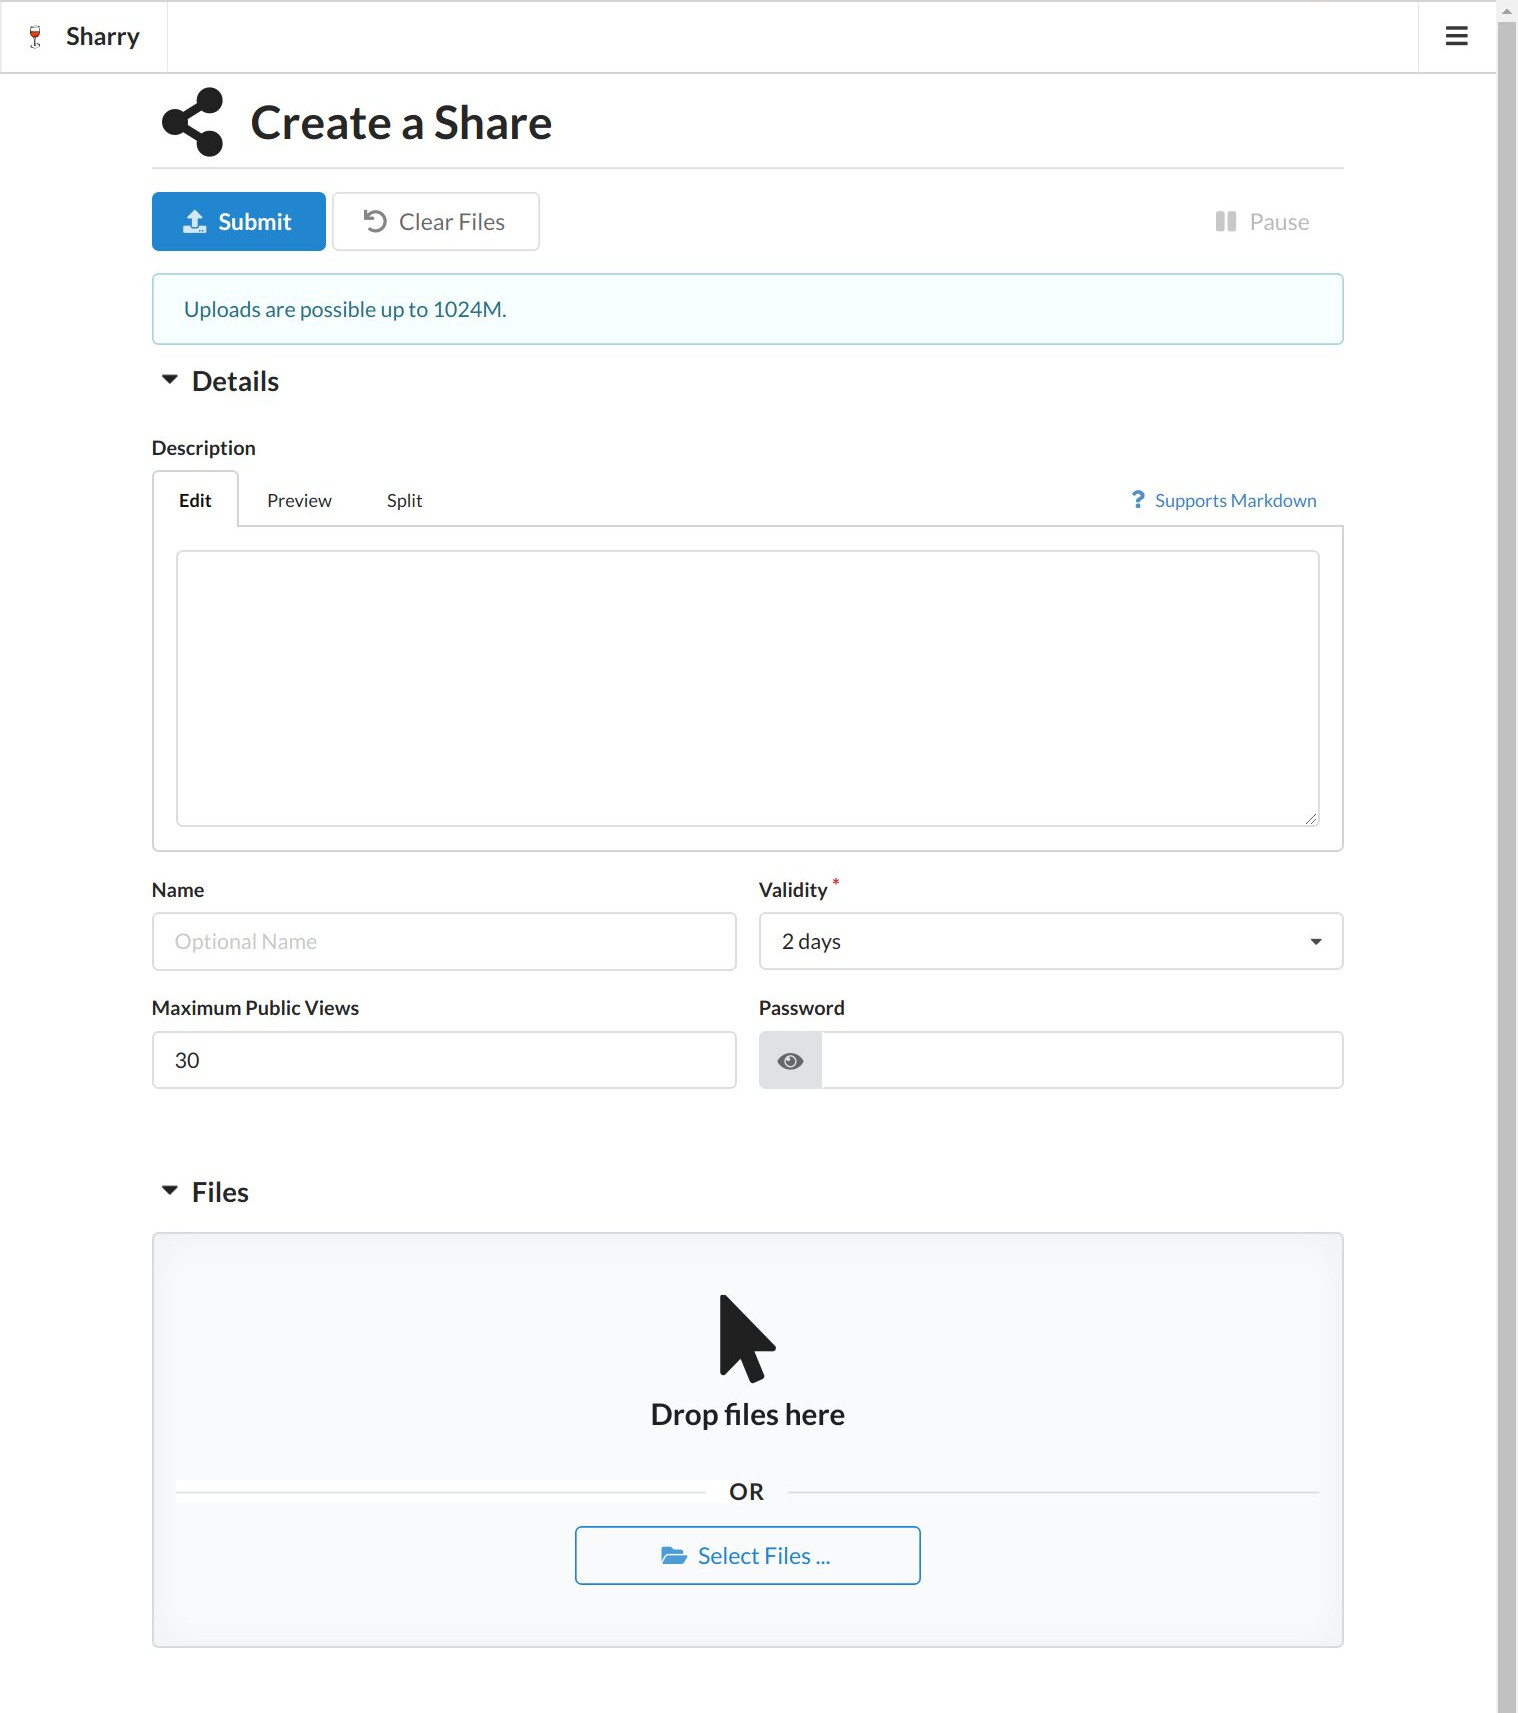 Sharry
Create a Share
Submit
Clear Files
Pause
Uploads are possible up to 1024M.
Details
Description
Edit
Preview
Split
? Supports Markdown
Name
Validity *
Optional Name
2 days
Maximum Public Views
Password
30
Files
Drop files here
OR
Select Files ...